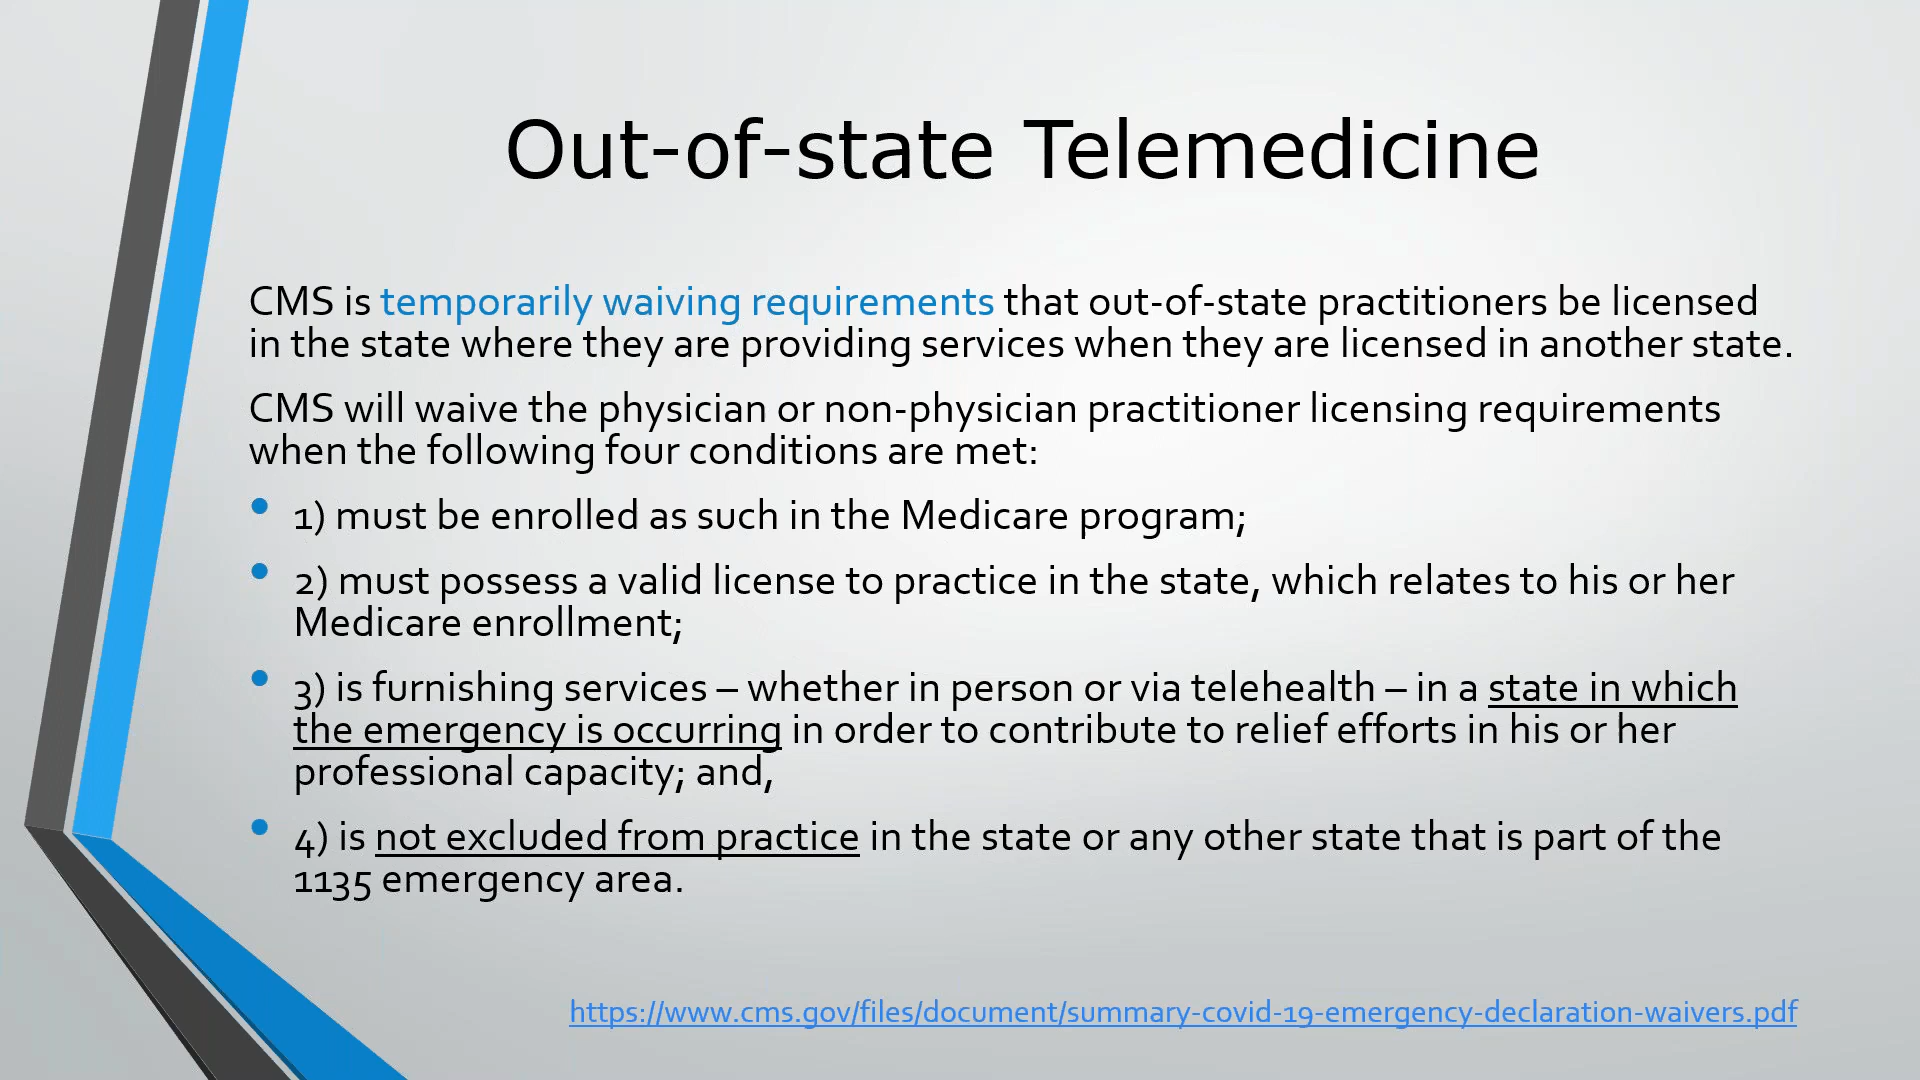 Out-of-state Telemedicine
CMS is temporarily waiving requirements that out-of-state practitioners be licensed
in the state where they are providing services when they are licensed in another state.
CMS will waive the physician or non-physician practitioner licensing requirements
when the following four conditions are met:
• 1) must be enrolled as such in the Medicare program;
• 2) must possess a valid license to practice in the state, which relates to his or her
Medicare enrollment;
• 3) is furnishing services – whether in person or via telehealth – in a state in which
the emergency is occurring in order to contribute to relief efforts in his or her
professional capacity; and,
• 4) is not excluded from practice in the state or any other state that is part of the
1135 emergency area.
https://www.cms.gov/files/document/summary-covid-19-emergency-declaration-waivers.pdf